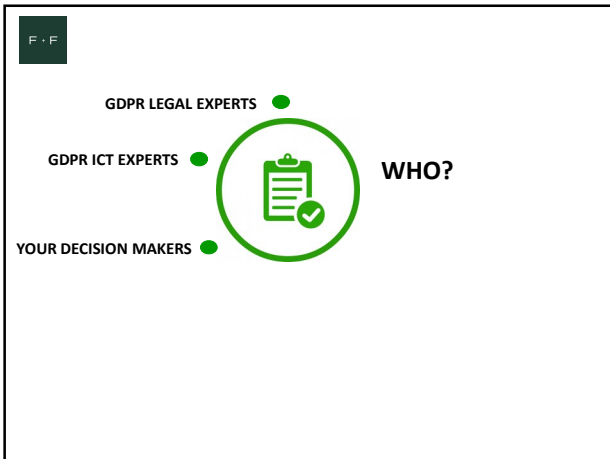 F + F
GDPR LEGAL EXPERTS
GDPR ICT EXPERTS
WHO?
YOUR DECISION MAKERS